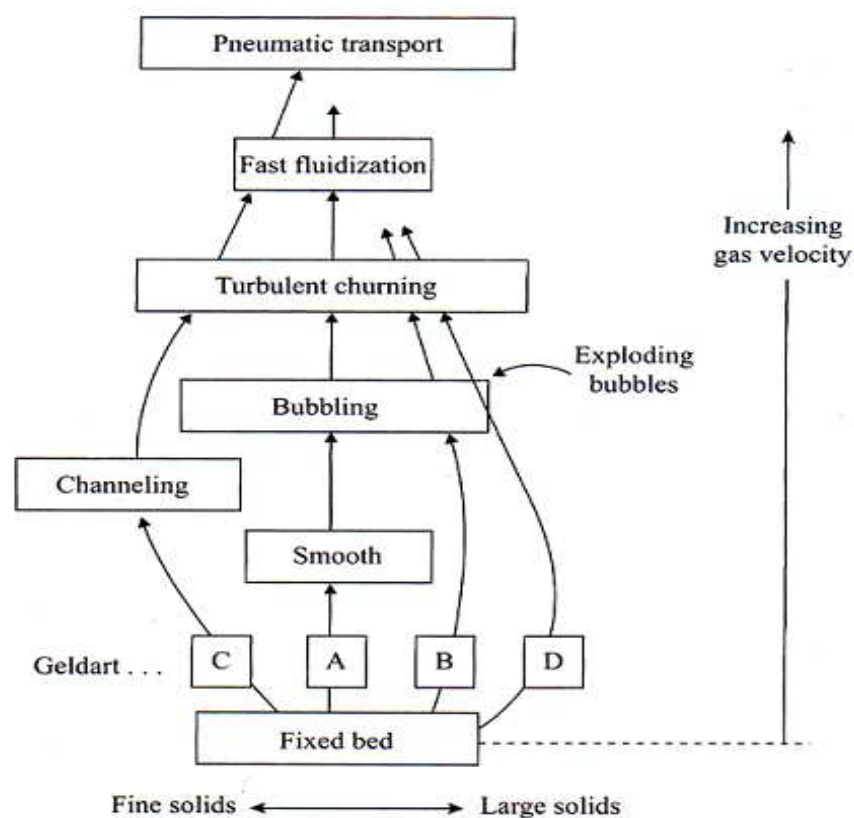 Pneumatic transport
Fast fluidization
Increasing
gas velocity
Turbulent churning
Exploding
bubbles
Bubbling
Channeling
Smooth
Geldart . . . C A B D
Fixed bed
Fine solids Large solids